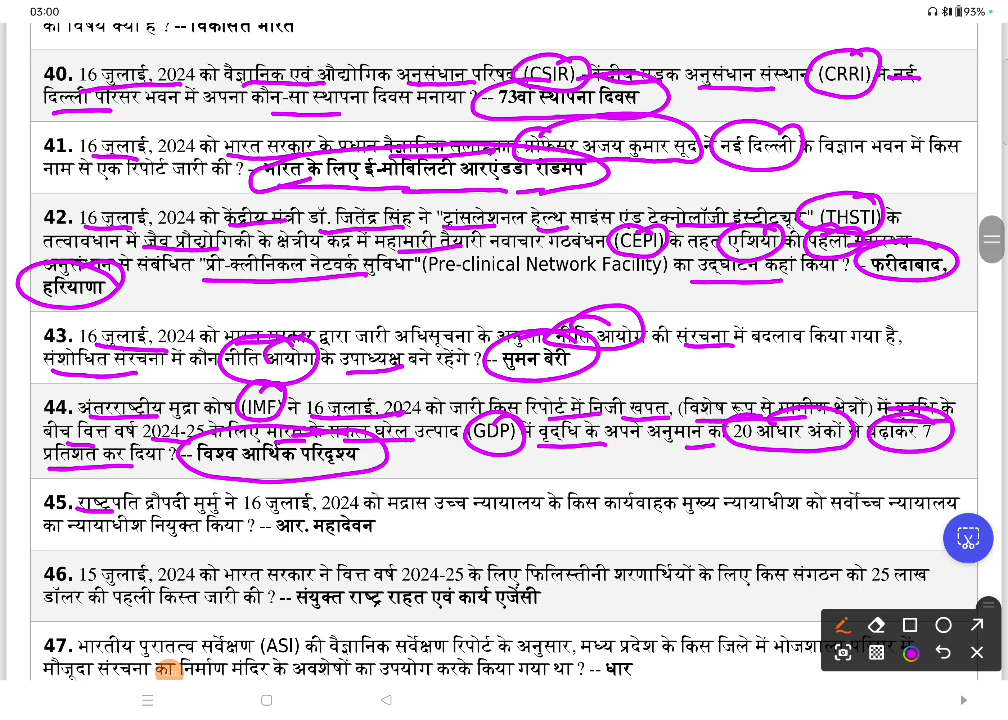 03:00
93%
का विषय क्या है ? -- विकसित भारत
40. 16 जुलाई, 2024 को वैज्ञानिक एवं औद्योगिक अनुसंधान परिषद (CSIR) - केंद्रीय सड़क अनुसंधान संस्थान (CRRI) ने नई
दिल्ली परिसर भवन में अपना कौन-सा स्थापना दिवस मनाया ? -- 73वां स्थापना दिवस
41. 16 जुलाई, 2024 को भारत सरकार के प्रधान वैज्ञानिक सलाहकार प्रोफेसर अजय कुमार सूद ने नई दिल्ली के विज्ञान भवन में किस
नाम से एक रिपोर्ट जारी की ? -- भारत के लिए ई-मोबिलिटी आरएंडडी रोडमैप
42. 16 जुलाई, 2024 को केंद्रीय मंत्री डॉ. जितेंद्र सिंह ने "ट्रांसलेशनल हेल्थ साइंस एंड टेक्नोलॉजी इंस्टीट्यूट" (THSTI) के
तत्वावधान में जैव प्रौद्योगिकी के क्षेत्रीय केंद्र में महामारी तैयारी नवाचार गठबंधन (CEPI) के तहत एशिया की पहली स्वास्थ्य
अनुसंधान से संबंधित "प्री-क्लीनिकल नेटवर्क सुविधा"(Pre-clinical Network Facility) का उद्घाटन कहां किया ? -- फरीदाबाद,
हरियाणा
43. 16 जुलाई, 2024 को भारत सरकार द्वारा जारी अधिसूचना के अनुसार नीति आयोग की संरचना में बदलाव किया गया है,
संशोधित संरचना में कौन नीति आयोग के उपाध्यक्ष बने रहेंगे ? -- सुमन बेरी
44. अंतरराष्ट्रीय मुद्रा कोष (IMF) ने 16 जुलाई, 2024 को जारी किस रिपोर्ट में निजी खपत, (विशेष रूप से ग्रामीण क्षेत्रों) में वृद्धि के
बीच वित्त वर्ष 2024-25 के लिए भारत के सकल घरेलू उत्पाद (GDP) में वृद्धि के अपने अनुमान को 20 आधार अंकों से बढ़ाकर 7
प्रतिशत कर दिया ? -- विश्व आर्थिक परिदृश्य
45. राष्ट्रपति द्रौपदी मुर्मु ने 16 जुलाई, 2024 को मद्रास उच्च न्यायालय के किस कार्यवाहक मुख्य न्यायाधीश को सर्वोच्च न्यायालय
का न्यायाधीश नियुक्त किया ? -- आर. महादेवन
46. 15 जुलाई, 2024 को भारत सरकार ने वित्त वर्ष 2024-25 के लिए फिलिस्तीनी शरणार्थियों के लिए किस संगठन को 25 लाख
डॉलर की पहली किस्त जारी की ? -- संयुक्त राष्ट्र राहत एवं कार्य एजेंसी
47. भारतीय पुरातत्व सर्वेक्षण (ASI) की वैज्ञानिक सर्वेक्षण रिपोर्ट के अनुसार, मध्य प्रदेश के किस जिले में भोजशाला परिसर में
मौजूदा संरचना का निर्माण मंदिर के अवशेषों का उपयोग करके किया गया था ? -- धार